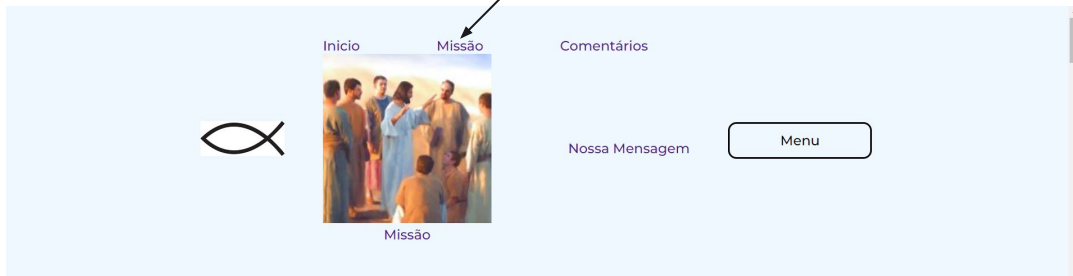 Inicio
Missão
Comentários
Nossa Mensagem
Menu
Missão